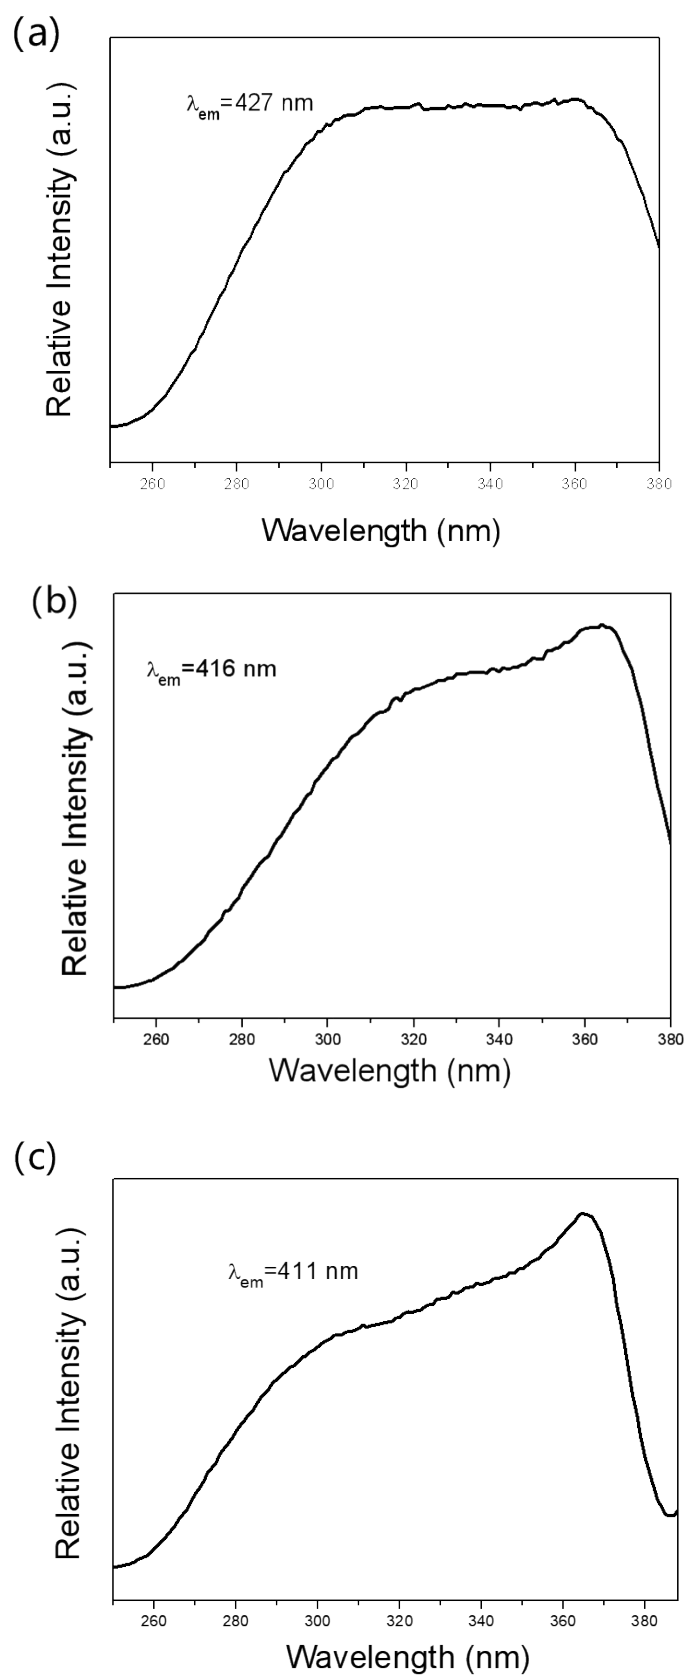 (a)
Relative Intensity (a.u.)
λem=427 nm
260 280 300 320 340 360 380
Wavelength (nm)
(b)
Relative Intensity (a.u.)
λem=416 nm
260 280 300 320 340 360 380
Wavelength (nm)
(c)
Relative Intensity (a.u.)
λem=411 nm
260 280 300 320 340 360 380
Wavelength (nm)